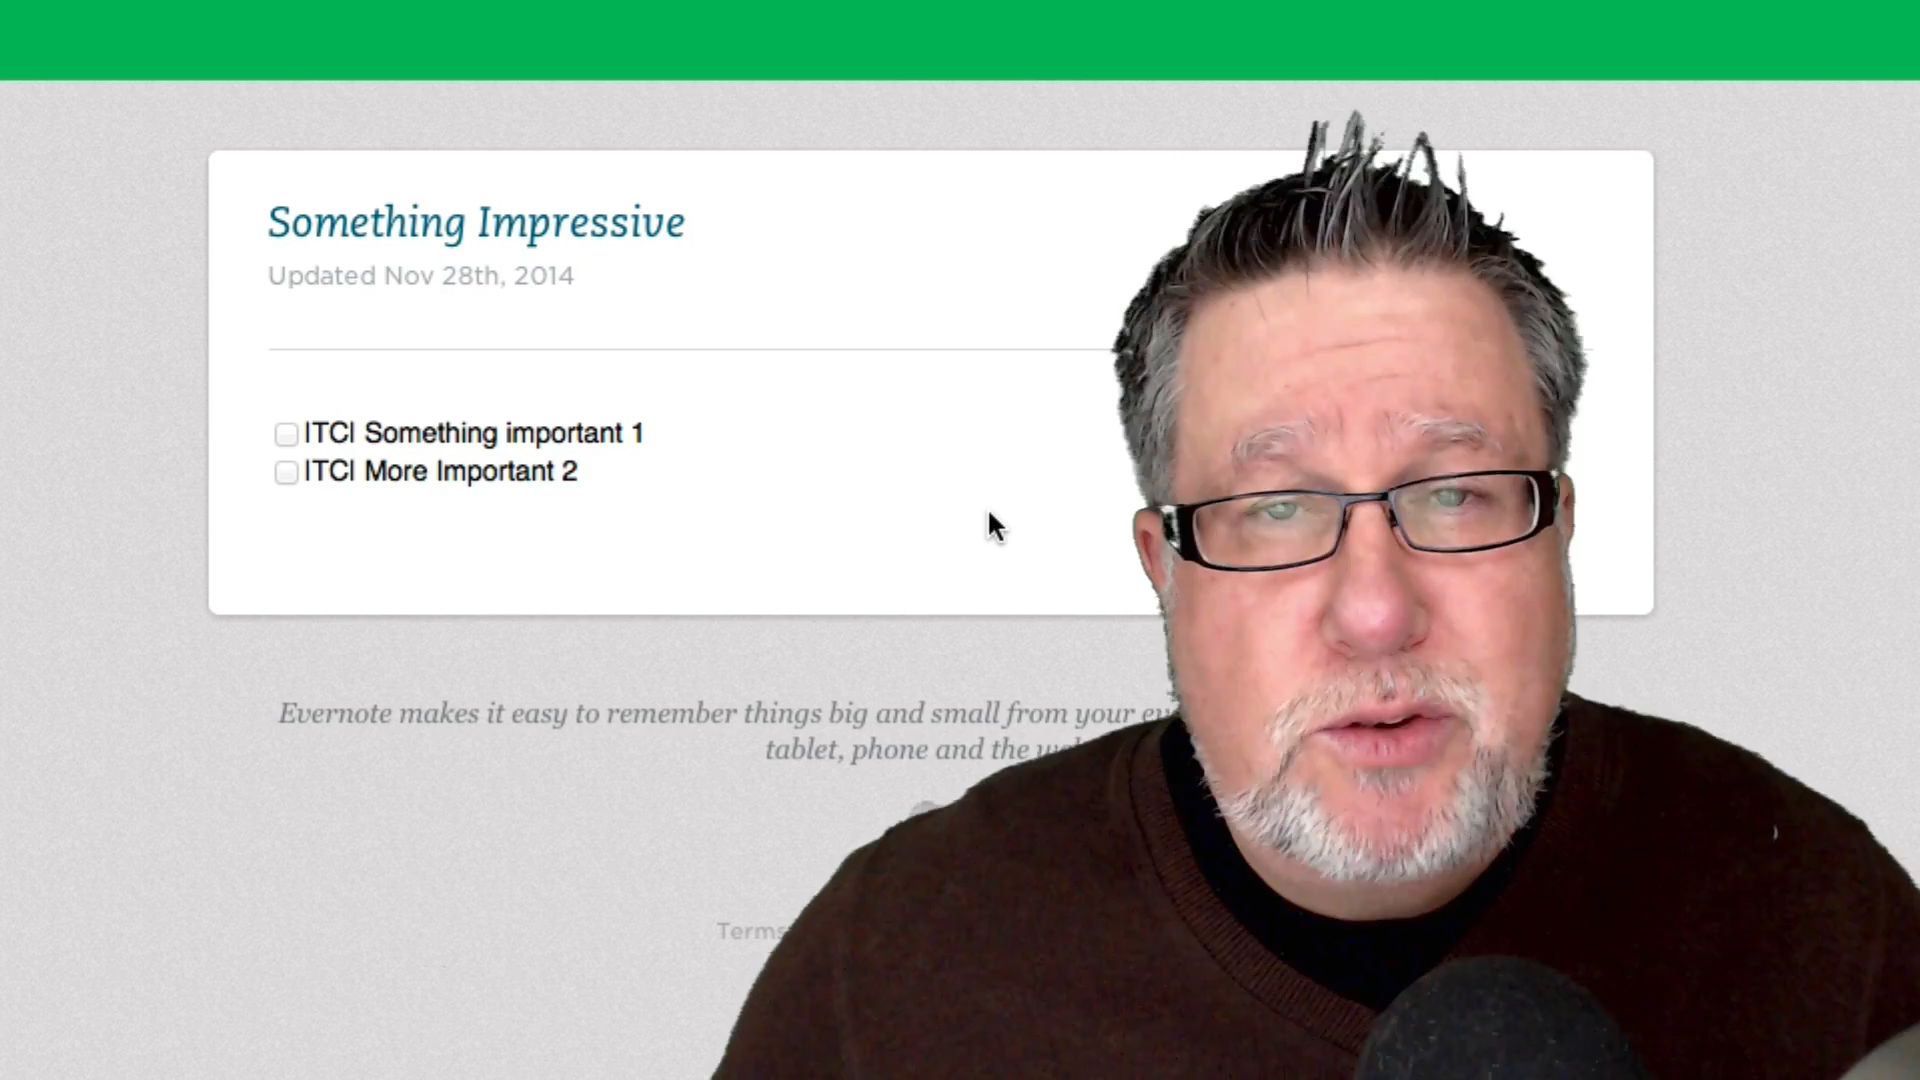 Something Impressive
Updated Nov 28th, 2014
ITCI Something important 1
ITCI More Important 2
Evernote makes it easy to remember things big and small from your
tablet, phone and the
Terms